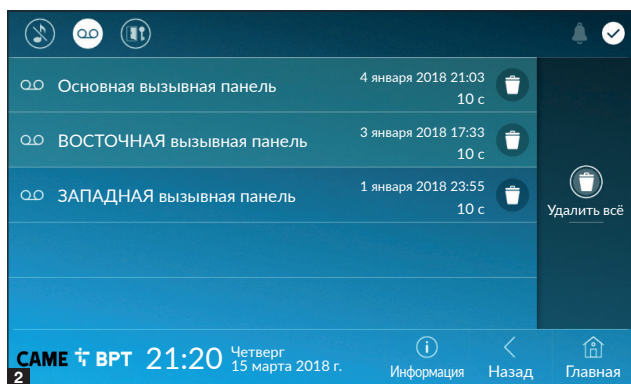 Основная вызывная панель
4 января 2018 21:03
10 с
ВОСТОЧНАЯ вызывная панель
3 января 2018 17:33
10 с
ЗАПАДНАЯ вызывная панель
1 января 2018 23:55
10 с
Удалить всё
CAME BPT 21:20
Четверг
15 марта 2018 г.
Информация
Назад
Главная
2